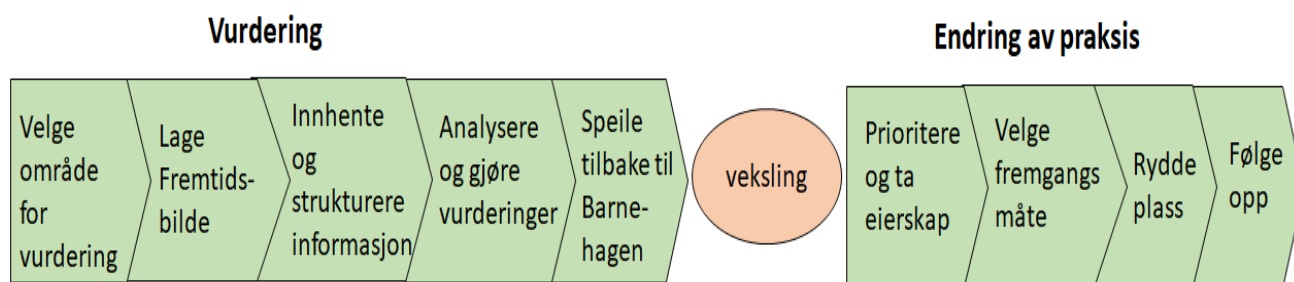 Vurdering
Endring av praksis
Velge
område
for
vurdering
Lage
Fremtids-
bilde
Innhente
og
strukturere
informasjon
Analysere
og gjøre
vurderinger
Speile
tilbake til
Barne-
hagen
veksling
Prioritere
og ta
eierskap
Velge
fremgangs
måte
Rydde
plass
Følge
opp